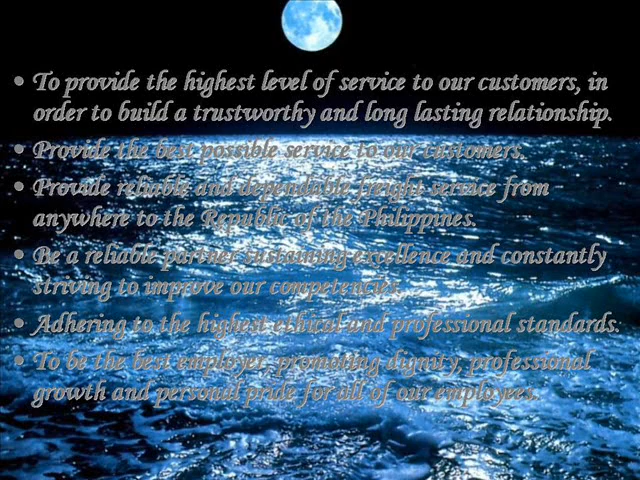 • To provide the highest level of service to our customers, in
order to build a trustworthy and long lasting relationship.
• Provide the best possible service to our customers.
• Provide reliable and dependable freight service from
anywhere to the Republic of the Philippines.
• Be a reliable partner sustaining excellence and constantly
striving to improve our competencies.
• Adhering to the highest ethical and professional standards.
• To be the best employer, promoting dignity, professional
growth and personal pride for all of our employees.